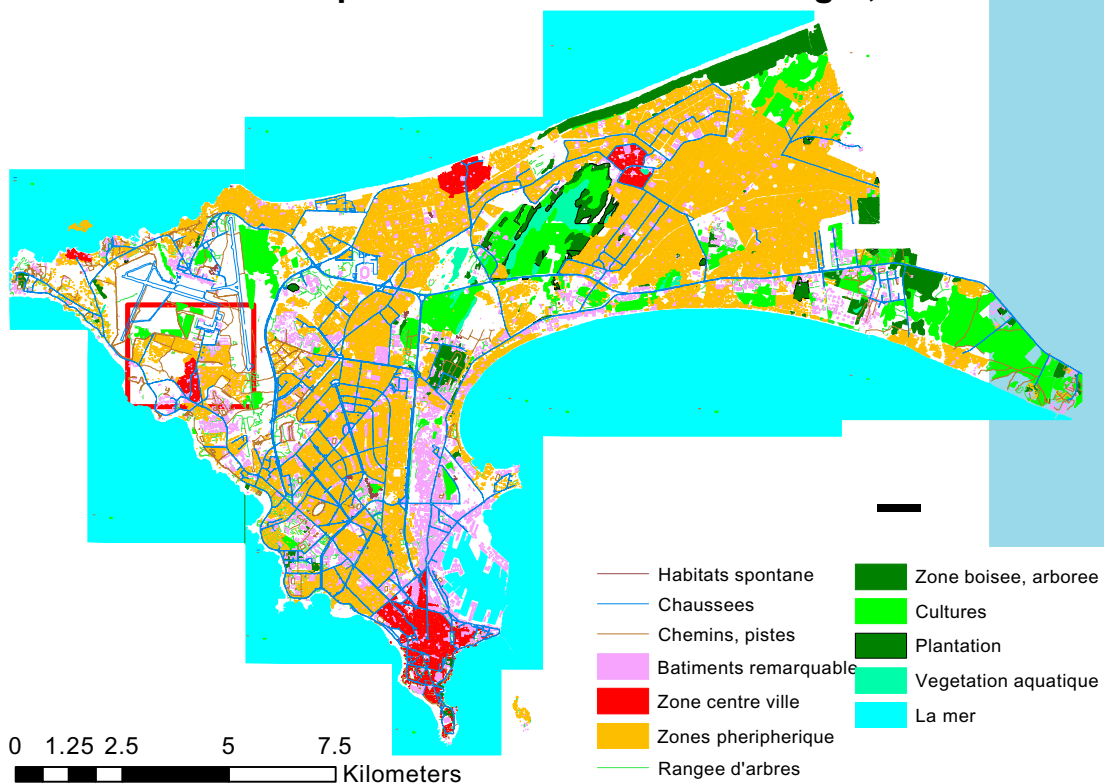 Habitats spontane
Chaussees
Chemins, pistes
Batiments remarquable
Zone centre ville
Zones pheripherique
Rangee d'arbres
Zone boisee, arboree
Cultures
Plantation
Vegetation aquatique
La mer
0 1.25 2.5 5 7.5
Kilometers